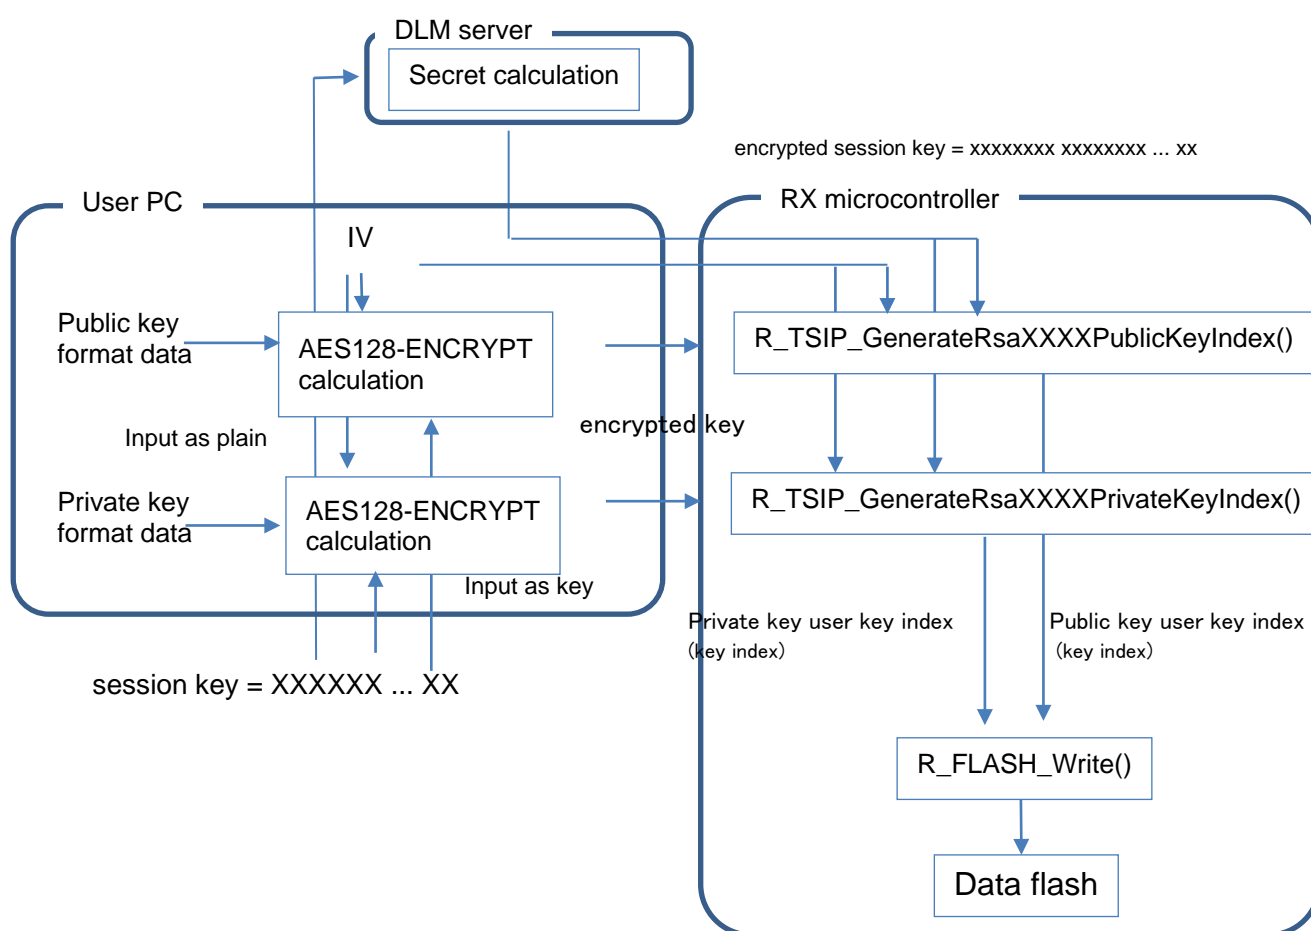 DLM server
Secret calculation
encrypted session key = xxxxxxxx xxxxxxxx ... xx
User PC
RX microcontroller
IV
Public key
format data
AES128-ENCRYPT
calculation
R_TSIP_GenerateRsaXXXXPublicKeyIndex()
Input as plain
encrypted key
Private key
format data
AES128-ENCRYPT
calculation
R_TSIP_GenerateRsaXXXXPrivateKeyIndex()
Input as key
Private key user key index
(key index)
Public key user key index
(key index)
session key = XXXXXX ... XX
R_FLASH_Write()
Data flash